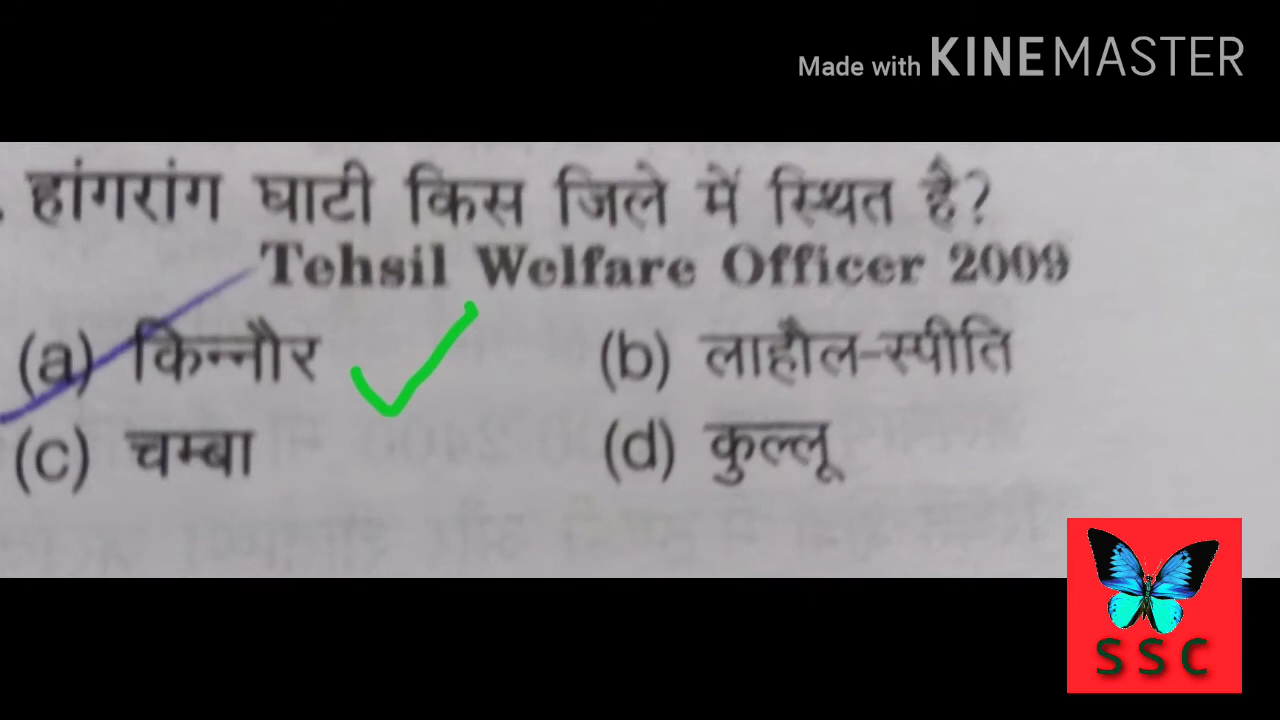 Made with KINEMASTER
. हांगरांग घाटी किस जिले में स्थित है?
Tehsil Welfare Officer 2009
(a) किन्नौर (b) लाहौल-स्पीति
(c) चम्बा (d) कुल्लू
SSC